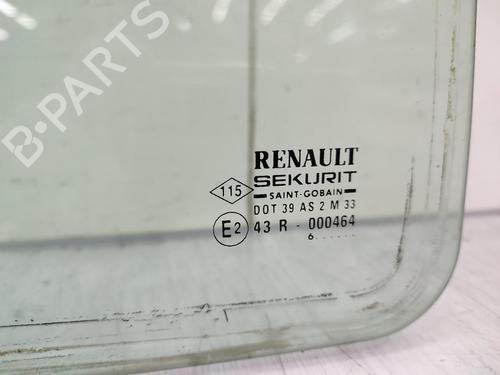 B-PARTS
RENAULT
115 SEKURIT
SAINT-GOBAIN
DOT 39 AS 2 M 33
E2 43 R - 000464
6......